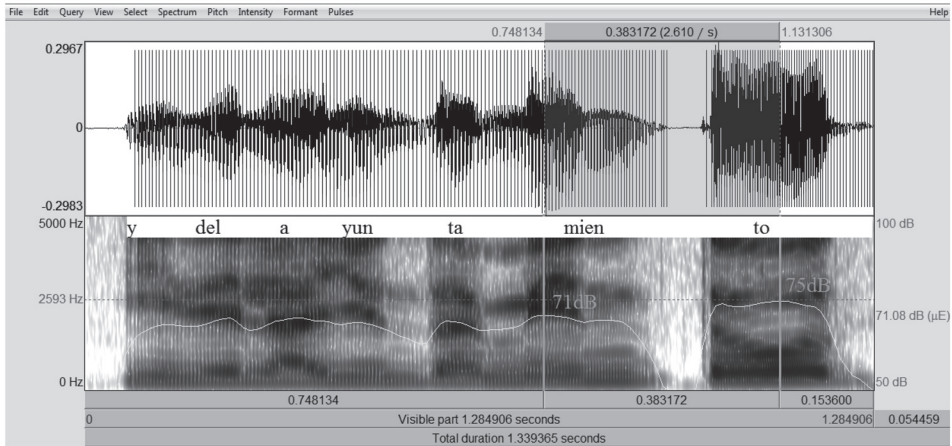 File Edit Query View Select Spectrum Pitch Intensity Formant Pulses Help
0.748134 0.383172 (2.610 / s) 1.131306
0.2967
0
-0.2983
5000 Hz y del a yun ta mien to 100 dB
2593 Hz 71dB 75dB
71.08 dB (µE)
0 Hz 50 dB
0.748134 0.383172 0.153600
0 Visible part 1.284906 seconds 1.284906 0.054459
Total duration 1.339365 seconds